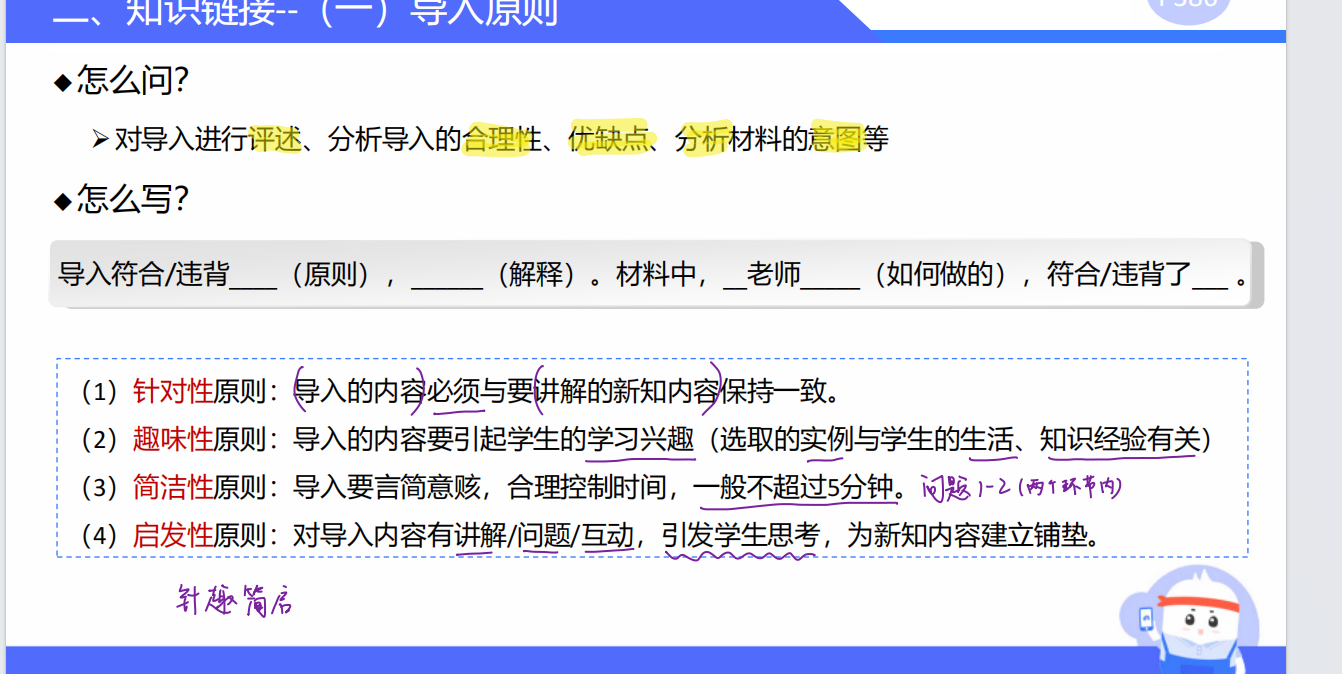 二、知识链接--（一）导入原则
P380
◆怎么问？
➢对导入进行评述、分析导入的合理性、优缺点、分析材料的意图等
◆怎么写？
导入符合/违背____（原则），______（解释）。材料中，__老师_____（如何做的），符合/违背了___ 。
（1）针对性原则：导入的内容必须与要讲解的新知内容保持一致。
（2）趣味性原则：导入的内容要引起学生的学习兴趣（选取的实例与学生的生活、知识经验有关）
（3）简洁性原则：导入要言简意赅，合理控制时间，一般不超过5分钟。问题1-2（两个环节内）
（4）启发性原则：对导入内容有讲解/问题/互动，引发学生思考，为新知内容建立铺垫。
针趣简启